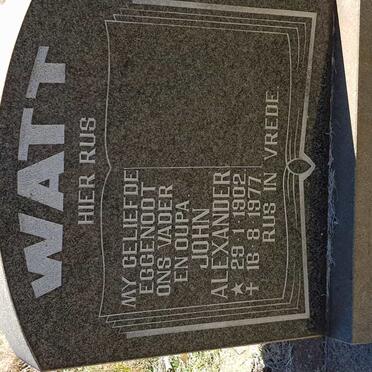 WATT
HIER RUS
MY GELIEFDE
EGGENOOT
ONS VADER
EN OUPA
JOHN
ALEXANDER
★ 29·1·1902
✝ 16·8·1977
RUS IN VREDE